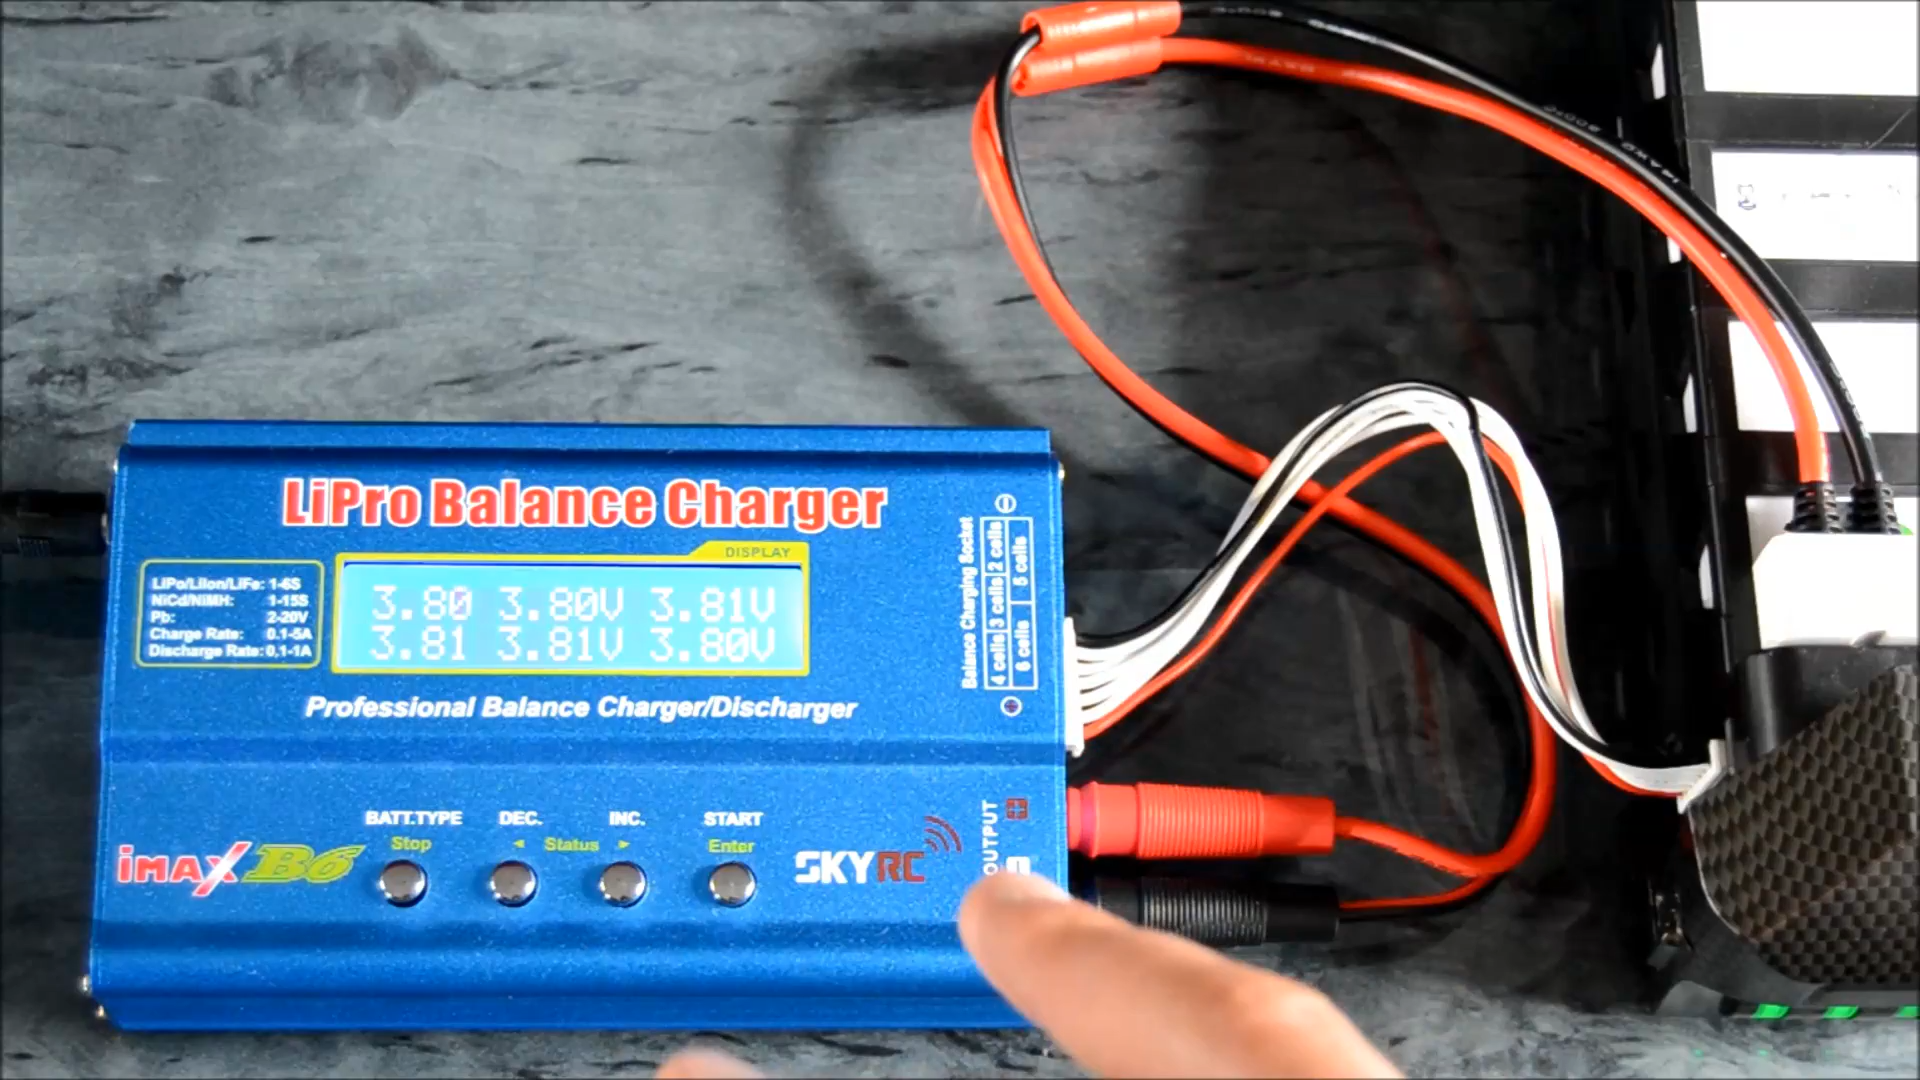 LiPro Balance Charger
DISPLAY
LiPo/LiIon/LiFe: 1-6S
NiCd/NiMH: 1-15S
Pb: 2-20V
Charge Rate: 0.1-5A
Discharge Rate: 0,1-1A
3.80 3.80V 3.81V
3.81 3.81V 3.80V
Professional Balance Charger/Discharger
Balance Charging Socket
4 cells 3 cells 2 cells
6 cells 5 cells
BATT.TYPE DEC. INC. START
Stop Status Enter
iMAX B6
SKYRC
OUTPUT
14AWG